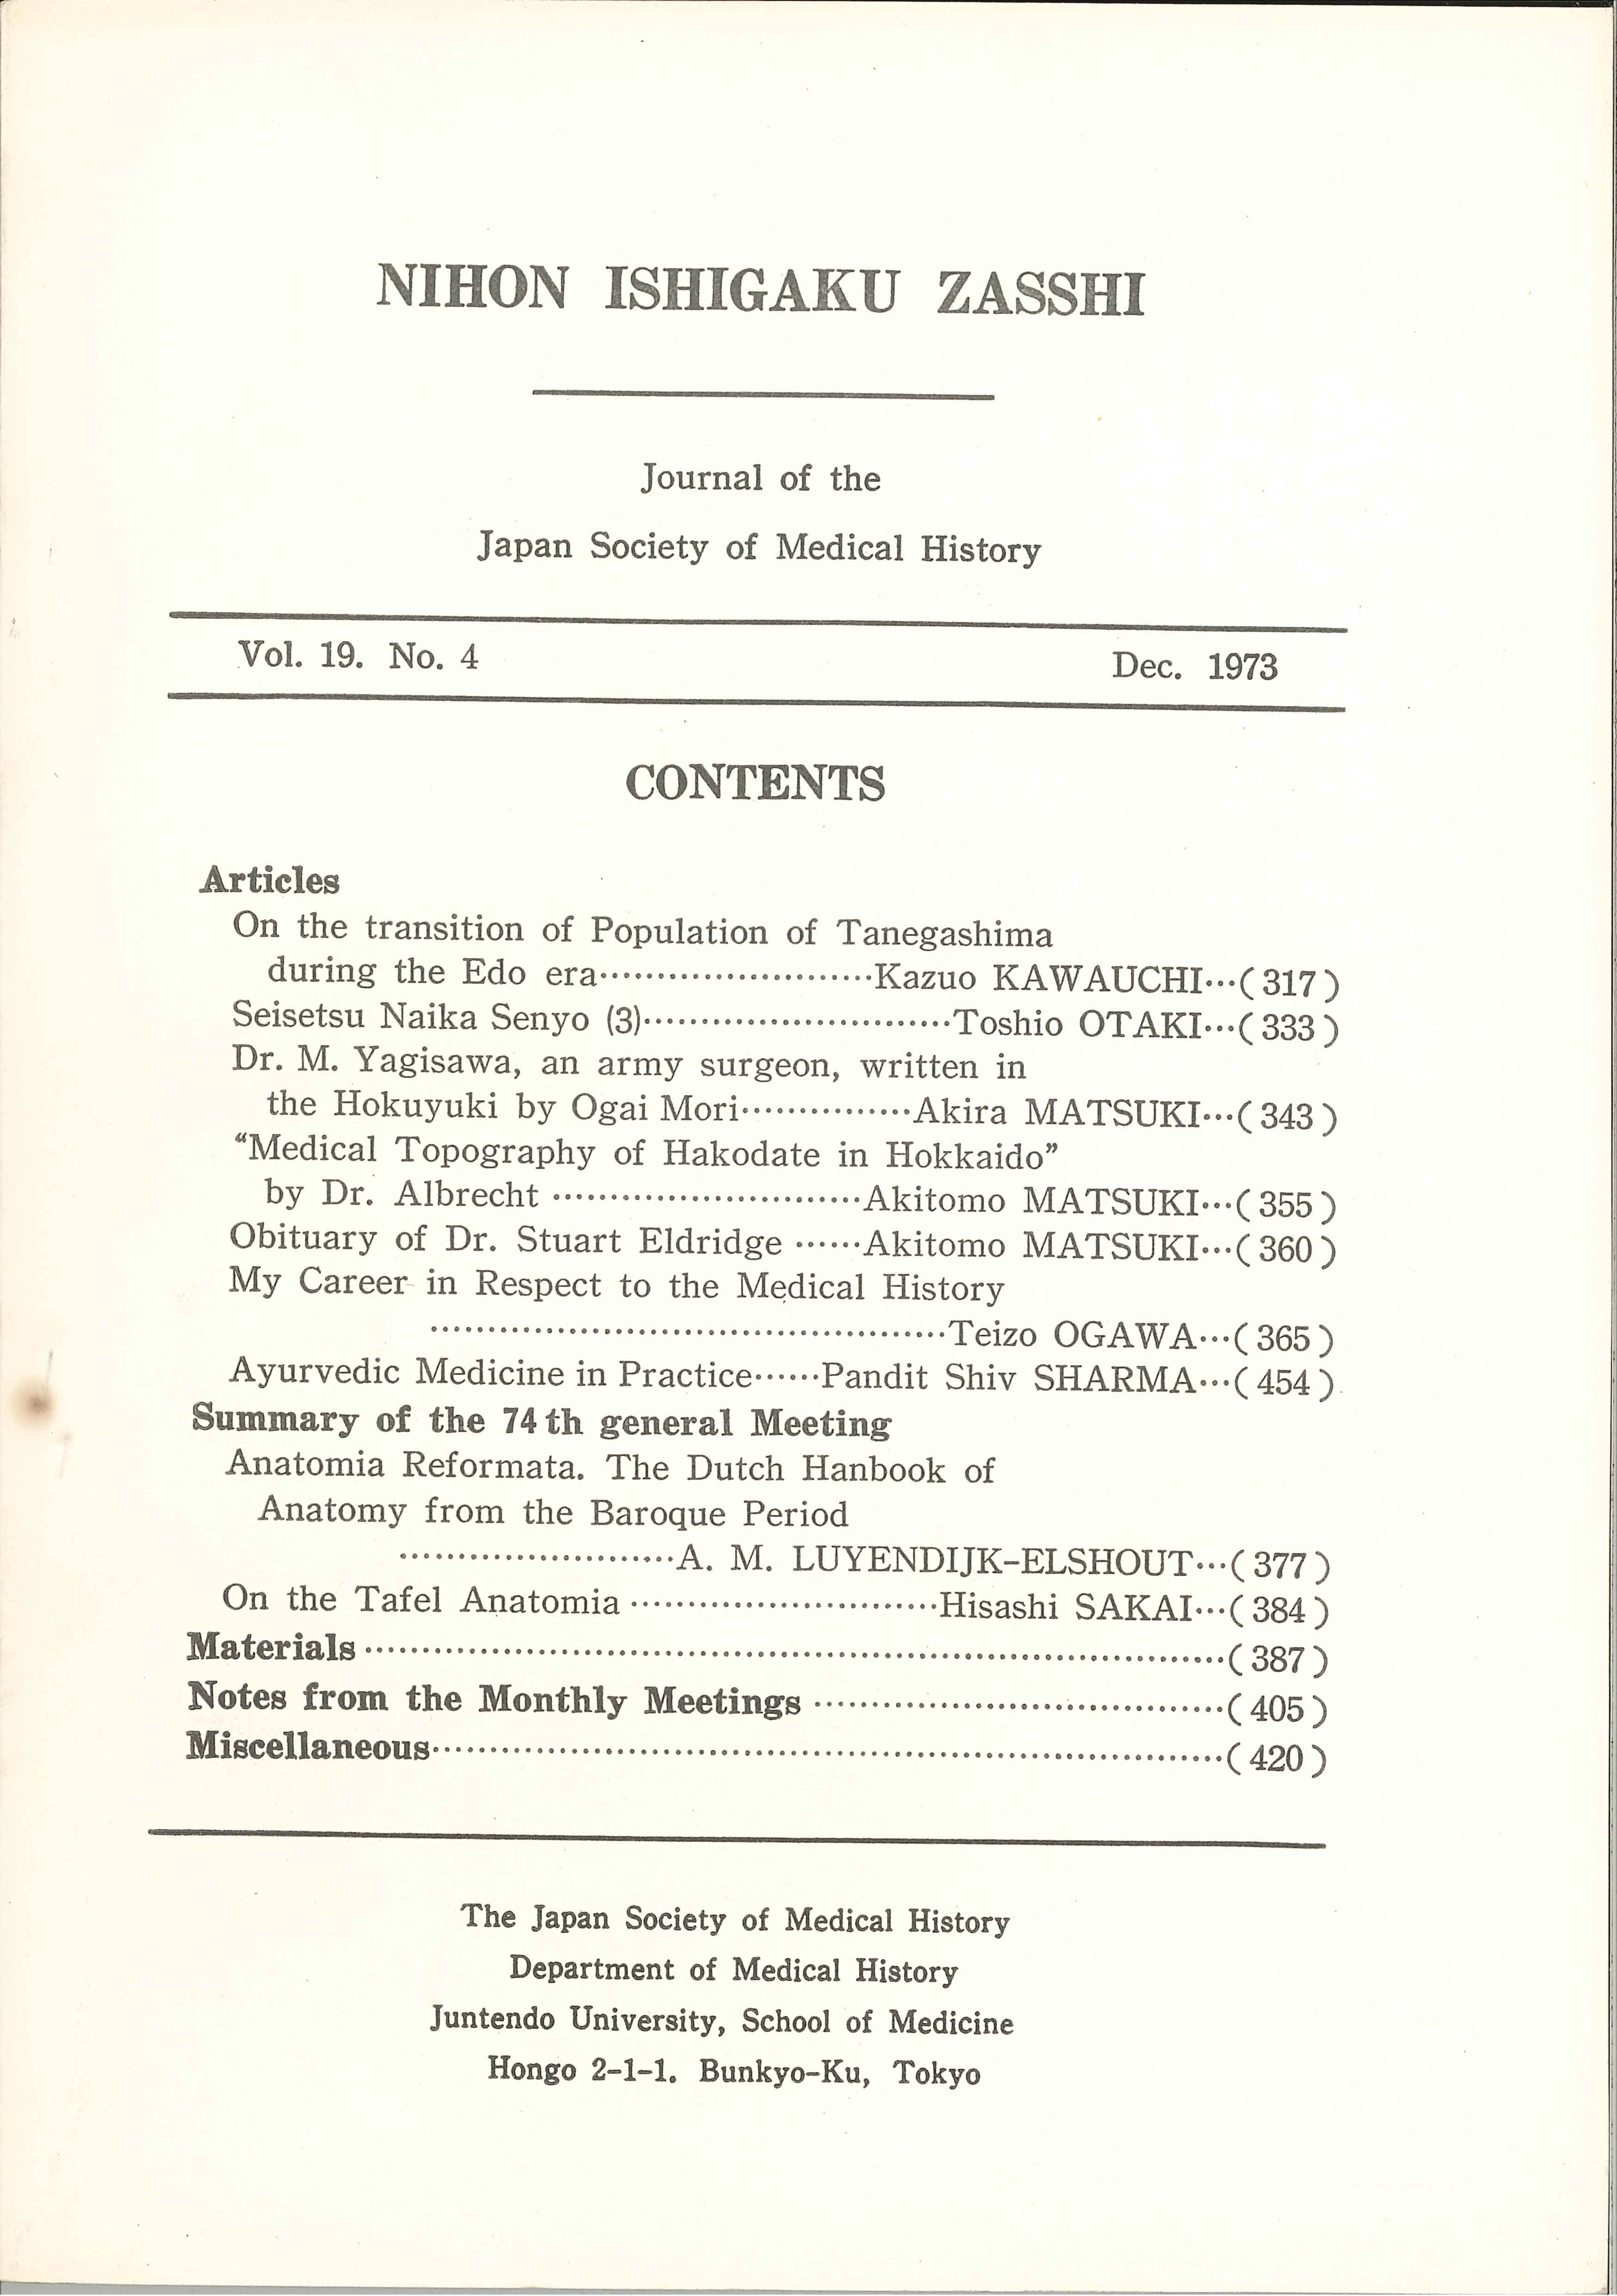 NIHON ISHIGAKU ZASSHI
Journal of the
Japan Society of Medical History
Vol. 19. No. 4 Dec. 1973
CONTENTS
Articles
On the transition of Population of Tanegashima
during the Edo era························Kazuo KAWAUCHI···( 317 )
Seisetsu Naika Senyo (3)···························Toshio OTAKI···( 333 )
Dr. M. Yagisawa, an army surgeon, written in
the Hokuyuki by Ogai Mori···············Akira MATSUKI···( 343 )
“Medical Topography of Hakodate in Hokkaido”
by Dr. Albrecht ···························Akitomo MATSUKI···( 355 )
Obituary of Dr. Stuart Eldridge ······Akitomo MATSUKI···( 360 )
My Career in Respect to the Medical History
·············································Teizo OGAWA···( 365 )
Ayurvedic Medicine in Practice······Pandit Shiv SHARMA···( 454 )
Summary of the 74th general Meeting
Anatomia Reformata. The Dutch Hanbook of
Anatomy from the Baroque Period
························A. M. LUYENDIJK-ELSHOUT···( 377 )
On the Tafel Anatomia ···························Hisashi SAKAI···( 384 )
Materials ···········································································( 387 )
Notes from the Monthly Meetings ····································( 405 )
Miscellaneous·····································································( 420 )
The Japan Society of Medical History
Department of Medical History
Juntendo University, School of Medicine
Hongo 2-1-1. Bunkyo-Ku, Tokyo